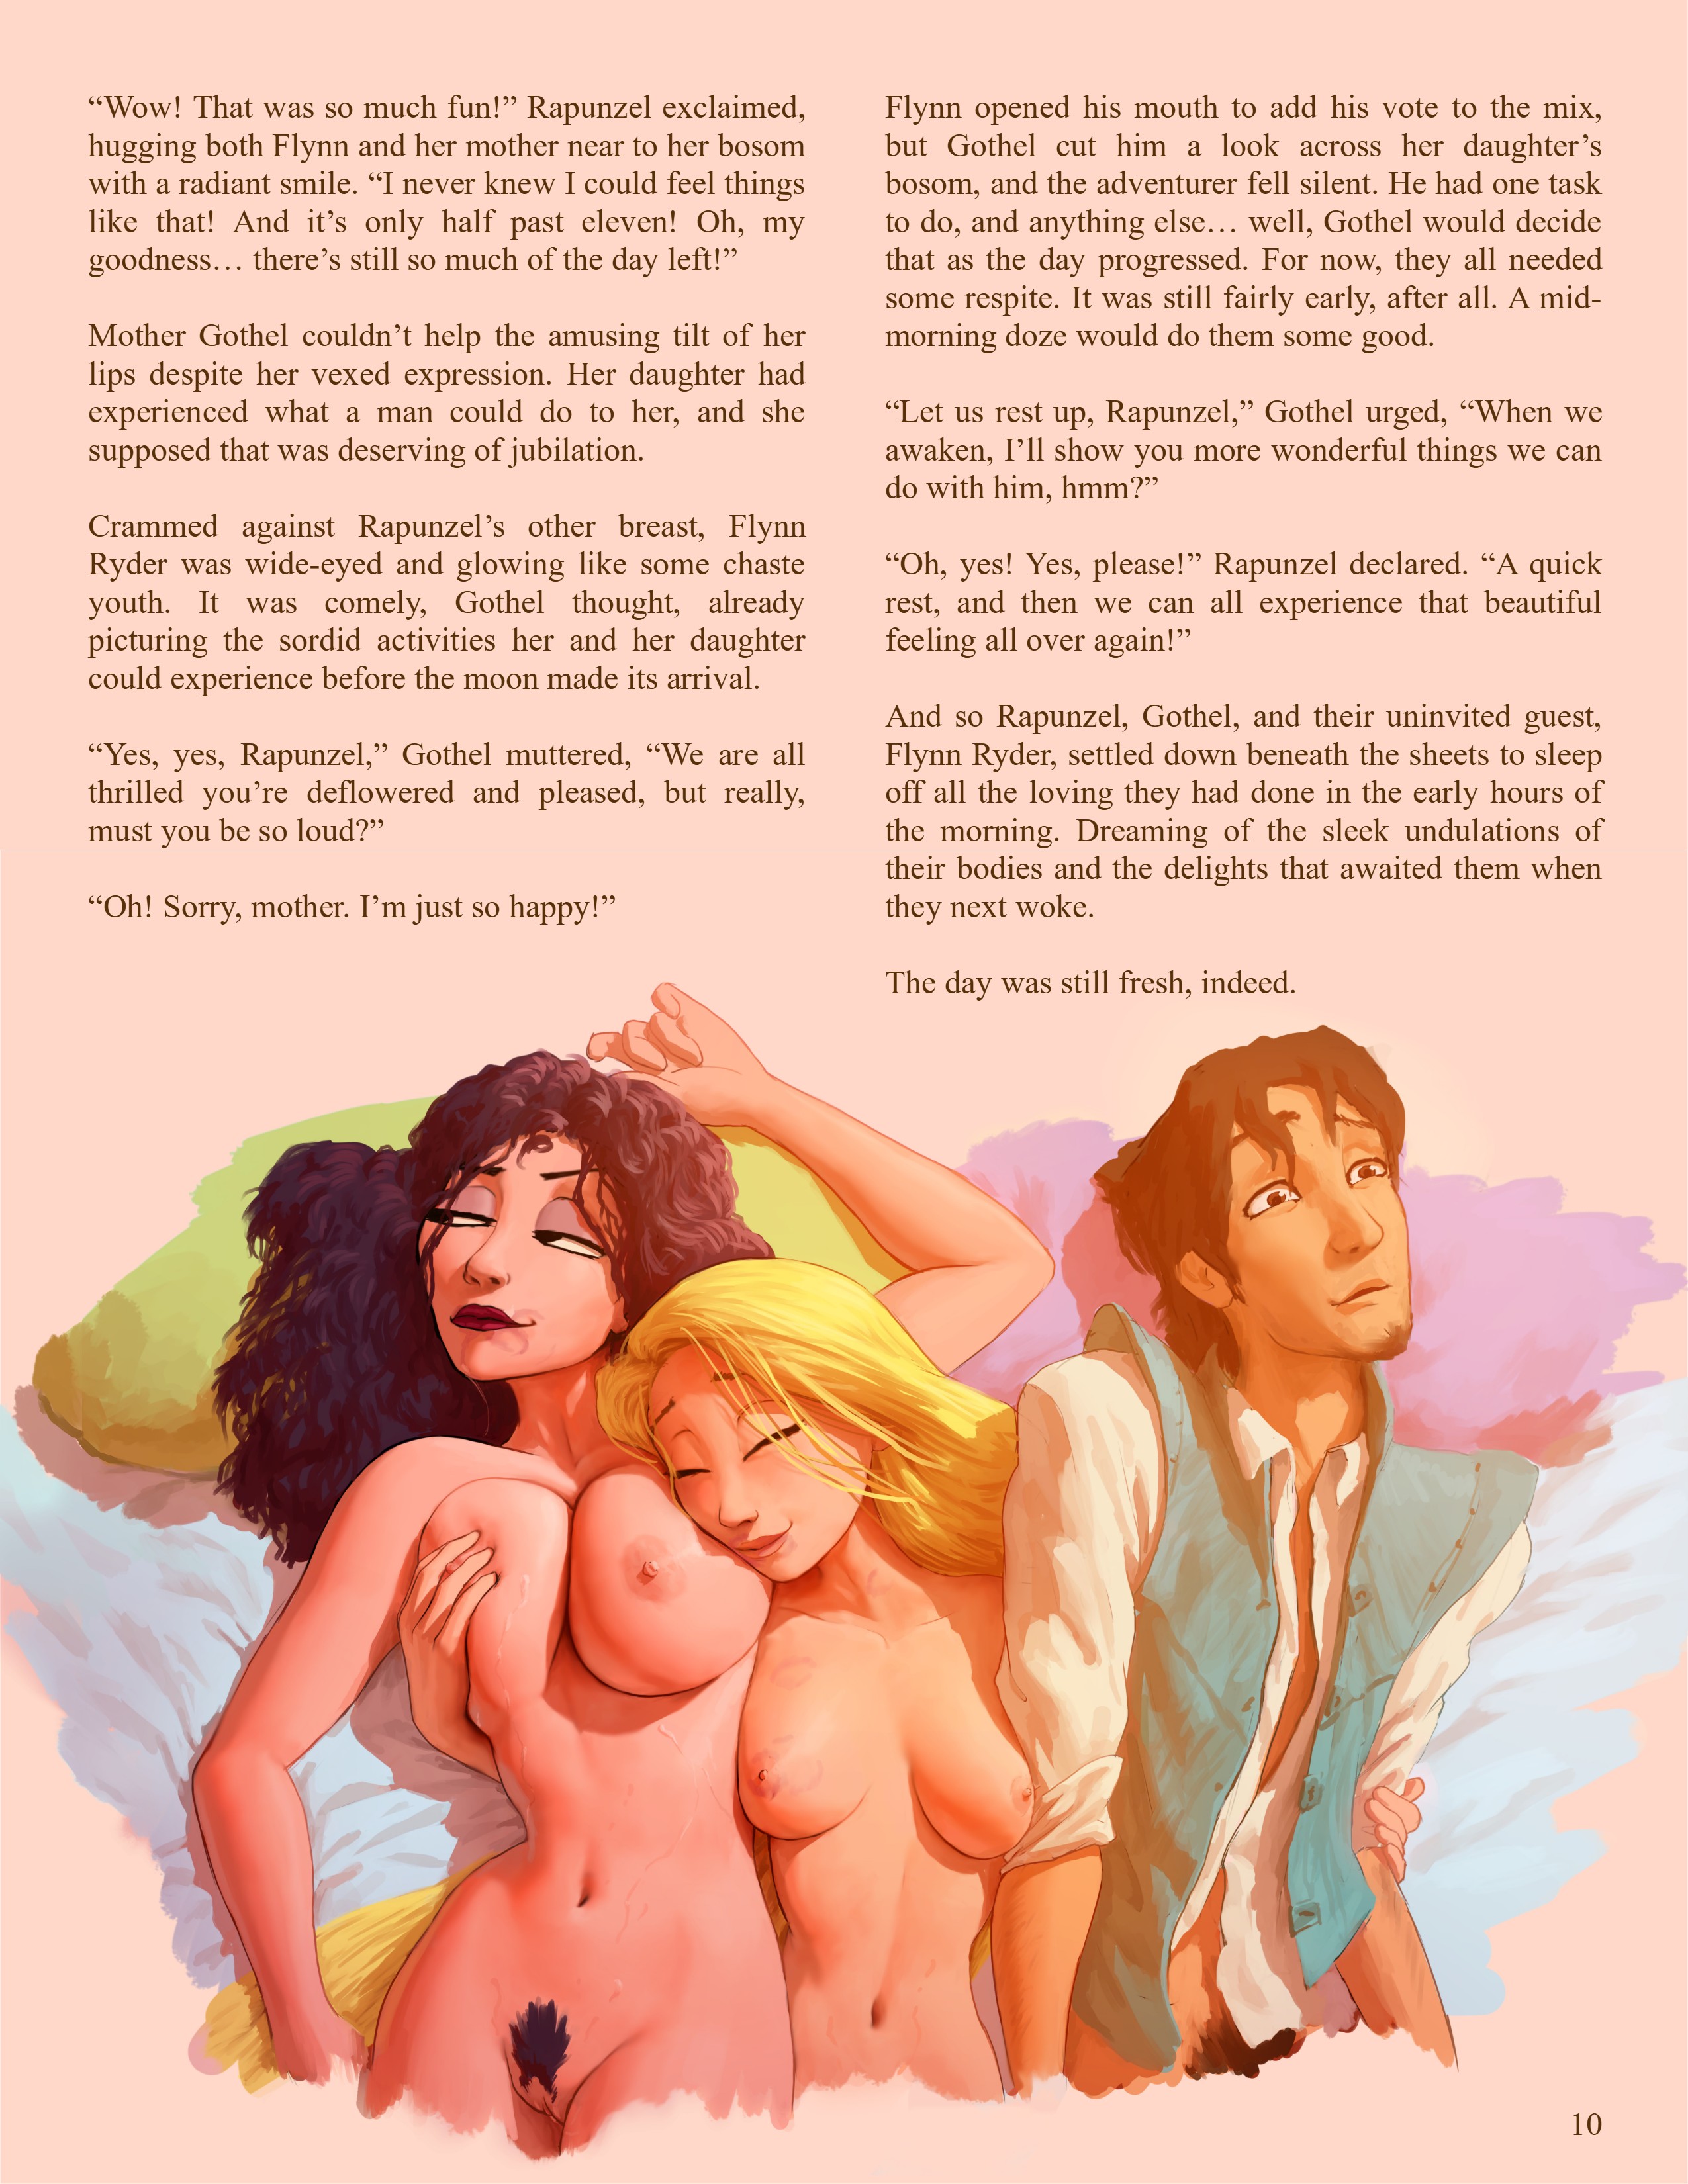 “Wow! That was so much fun!” Rapunzel exclaimed,
hugging both Flynn and her mother near to her bosom
with a radiant smile. “I never knew I could feel things
like that! And it’s only half past eleven! Oh, my
goodness… there’s still so much of the day left!”
Mother Gothel couldn’t help the amusing tilt of her
lips despite her vexed expression. Her daughter had
experienced what a man could do to her, and she
supposed that was deserving of jubilation.
Crammed against Rapunzel’s other breast, Flynn
Ryder was wide-eyed and glowing like some chaste
youth. It was comely, Gothel thought, already
picturing the sordid activities her and her daughter
could experience before the moon made its arrival.
“Yes, yes, Rapunzel,” Gothel muttered, “We are all
thrilled you’re deflowered and pleased, but really,
must you be so loud?”
“Oh! Sorry, mother. I’m just so happy!”
Flynn opened his mouth to add his vote to the mix,
but Gothel cut him a look across her daughter’s
bosom, and the adventurer fell silent. He had one task
to do, and anything else… well, Gothel would decide
that as the day progressed. For now, they all needed
some respite. It was still fairly early, after all. A mid-
morning doze would do them some good.
“Let us rest up, Rapunzel,” Gothel urged, “When we
awaken, I’ll show you more wonderful things we can
do with him, hmm?”
“Oh, yes! Yes, please!” Rapunzel declared. “A quick
rest, and then we can all experience that beautiful
feeling all over again!”
And so Rapunzel, Gothel, and their uninvited guest,
Flynn Ryder, settled down beneath the sheets to sleep
off all the loving they had done in the early hours of
the morning. Dreaming of the sleek undulations of
their bodies and the delights that awaited them when
they next woke.
The day was still fresh, indeed.
10